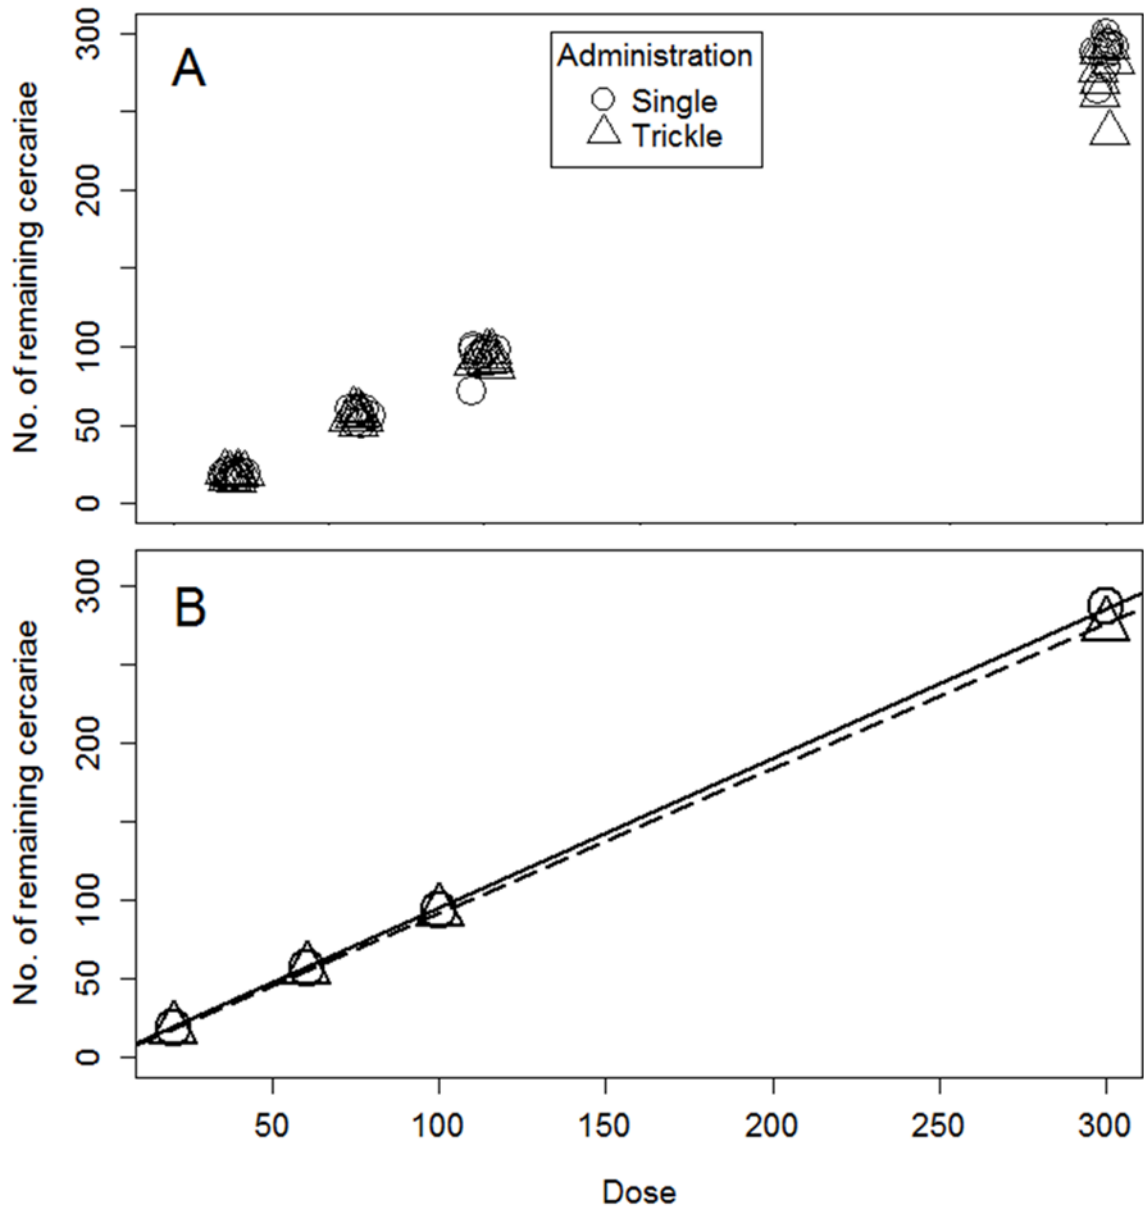 A
Administration
Single
Trickle
No. of remaining cercariae
300
200
100
50
0
B
No. of remaining cercariae
300
200
100
50
0
50 100 150 200 250 300
Dose